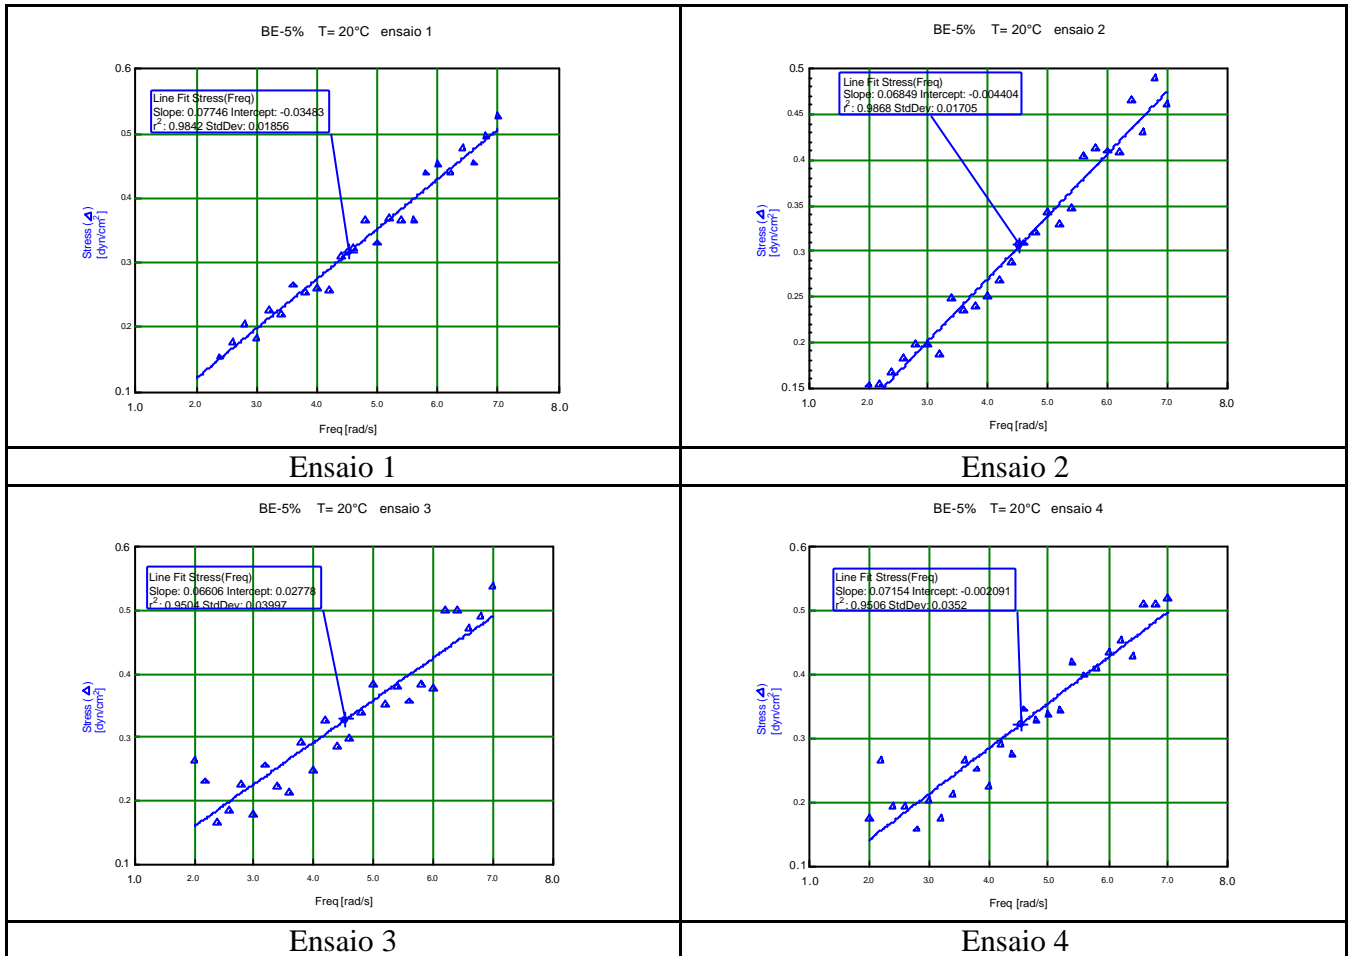 BE-5% T= 20°C ensaio 1
0.6
Line Fit Stress(Freq)
Slope: 0.07746 Intercept: -0.03483
r2: 0.9842 StdDev: 0.01856
0.5
0.4
Stress (Δ)
[dyn/cm2]
0.3
0.2
0.1
1.0 2.0 3.0 4.0 5.0 6.0 7.0 8.0
Freq [rad/s]
Ensaio 1
BE-5% T= 20°C ensaio 2
0.5
Line Fit Stress(Freq)
Slope: 0.06849 Intercept: -0.004404
r2: 0.9868 StdDev: 0.01705
0.45
0.4
0.35
Stress (Δ)
[dyn/cm2]
0.3
0.25
0.2
0.15
1.0 2.0 3.0 4.0 5.0 6.0 7.0 8.0
Freq [rad/s]
Ensaio 2
BE-5% T= 20°C ensaio 3
0.6
Line Fit Stress(Freq)
Slope: 0.06606 Intercept: 0.02778
r2: 0.9504 StdDev: 0.03997
0.5
0.4
Stress (Δ)
[dyn/cm2]
0.3
0.2
0.1
1.0 2.0 3.0 4.0 5.0 6.0 7.0 8.0
Freq [rad/s]
Ensaio 3
BE-5% T= 20°C ensaio 4
0.6
Line Fit Stress(Freq)
Slope: 0.07154 Intercept: -0.002091
r2: 0.9506 StdDev: 0.0352
0.5
0.4
Stress (Δ)
[dyn/cm2]
0.3
0.2
0.1
1.0 2.0 3.0 4.0 5.0 6.0 7.0 8.0
Freq [rad/s]
Ensaio 4